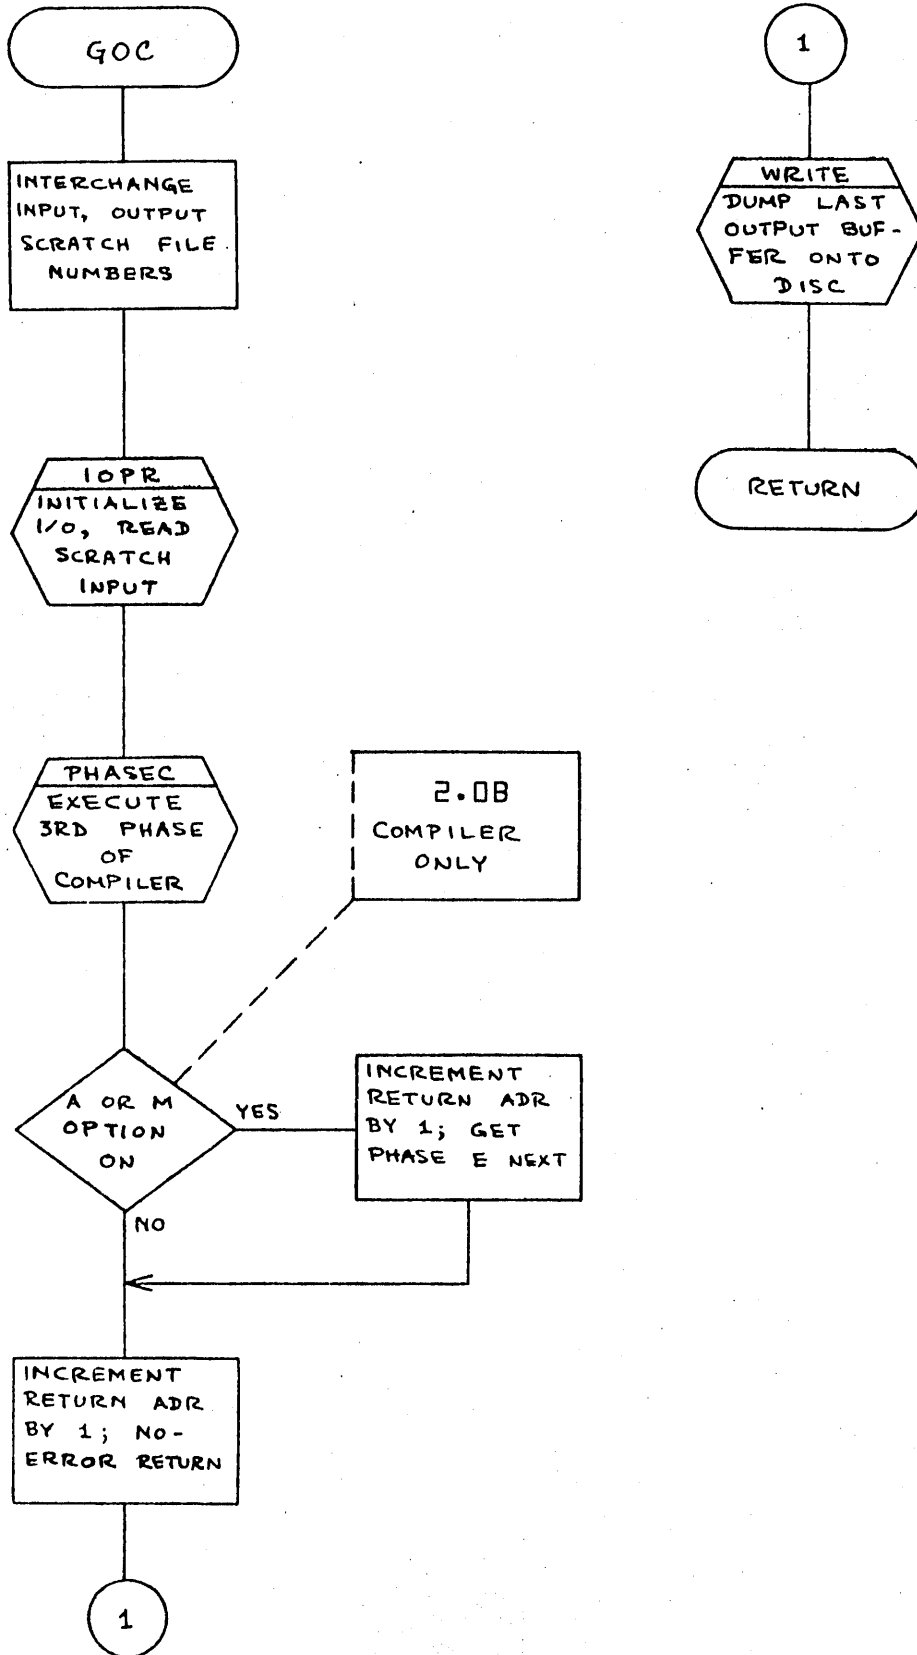 GOC
INTERCHANGE
INPUT, OUTPUT
SCRATCH FILE
NUMBERS
IOPR
INITIALIZE
I/O, READ
SCRATCH
INPUT
PHASEC
EXECUTE
3RD PHASE
OF
COMPILER
2.0B
COMPILER
ONLY
A OR M
OPTION
ON
YES
NO
INCREMENT
RETURN ADR
BY 1; GET
PHASE E NEXT
INCREMENT
RETURN ADR
BY 1; NO-
ERROR RETURN
1
1
WRITE
DUMP LAST
OUTPUT BUF-
FER ONTO
DISC
RETURN